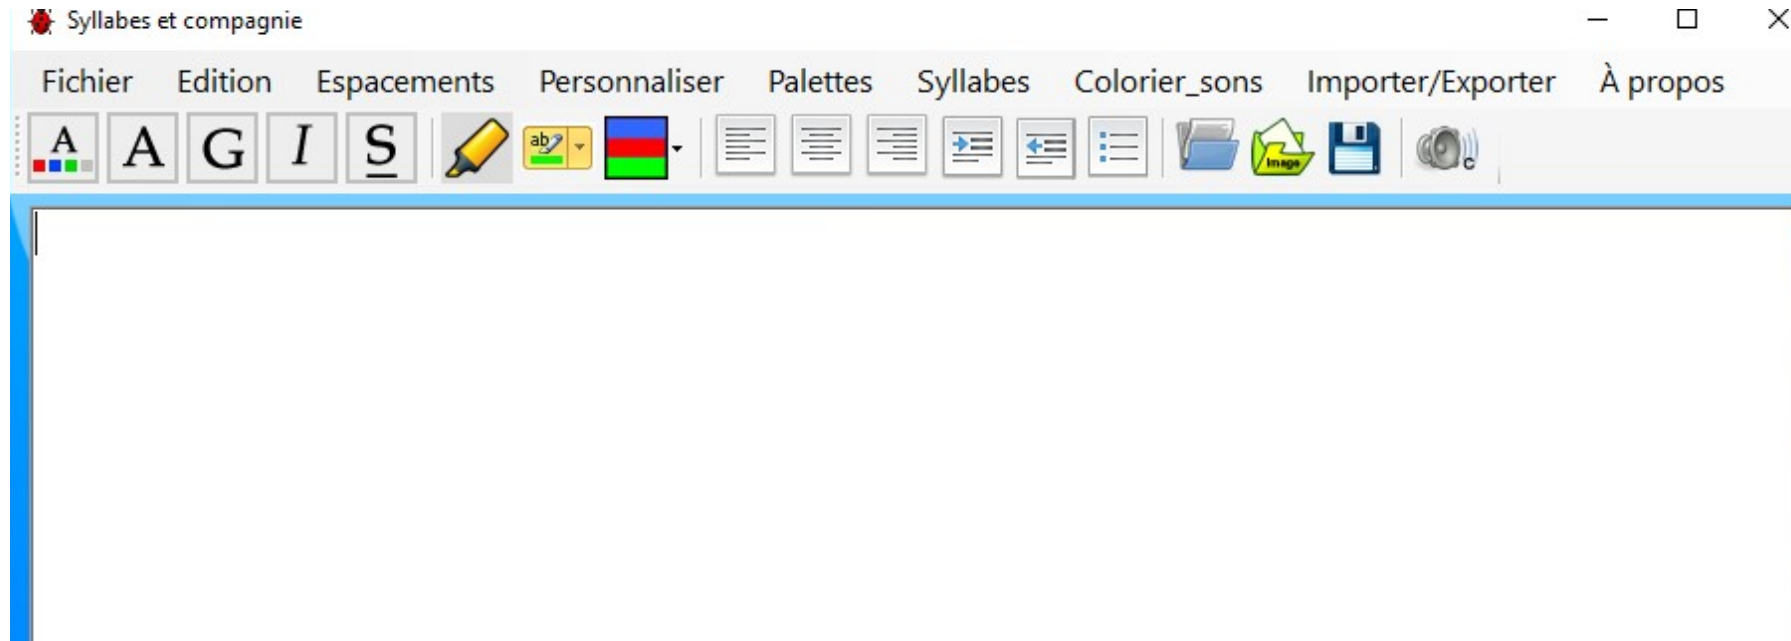 Syllabes et compagnie
Fichier Edition Espacements Personnaliser Palettes Syllabes Colorier_sons Importer/Exporter À propos
A A G I S ab Image c